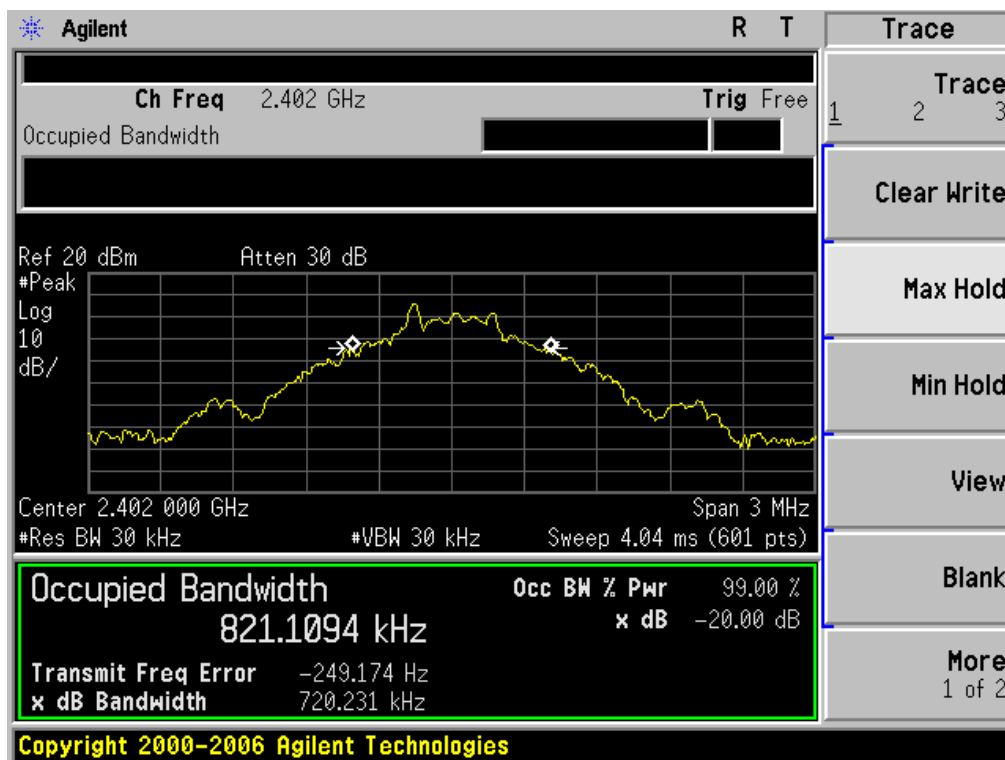 Agilent R T
Trace
Ch Freq 2.402 GHz Trig Free
Occupied Bandwidth
Trace
1 2 3
Clear Write
Ref 20 dBm Atten 30 dB
#Peak
Log
10
dB/
Max Hold
Min Hold
View
Center 2.402 000 GHz Span 3 MHz
#Res BW 30 kHz #VBW 30 kHz Sweep 4.04 ms (601 pts)
Occupied Bandwidth
821.1094 kHz
Occ BW % Pwr 99.00 %
x dB -20.00 dB
Transmit Freq Error -249.174 Hz
x dB Bandwidth 720.231 kHz
Blank
More
1 of 2
Copyright 2000-2006 Agilent Technologies